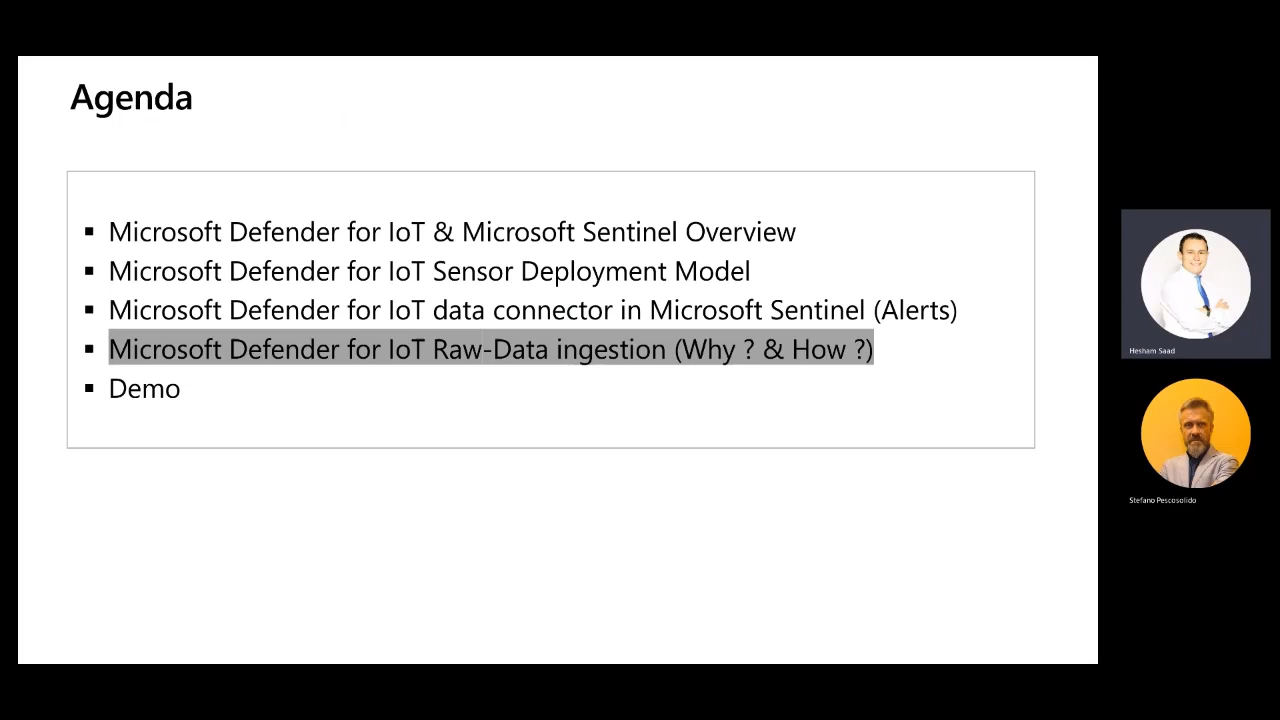 Agenda
▪ Microsoft Defender for IoT & Microsoft Sentinel Overview
▪ Microsoft Defender for IoT Sensor Deployment Model
▪ Microsoft Defender for IoT data connector in Microsoft Sentinel (Alerts)
▪ Microsoft Defender for IoT Raw-Data ingestion (Why ? & How ?)
▪ Demo
Hesham Saad
Stefano Pescosolido